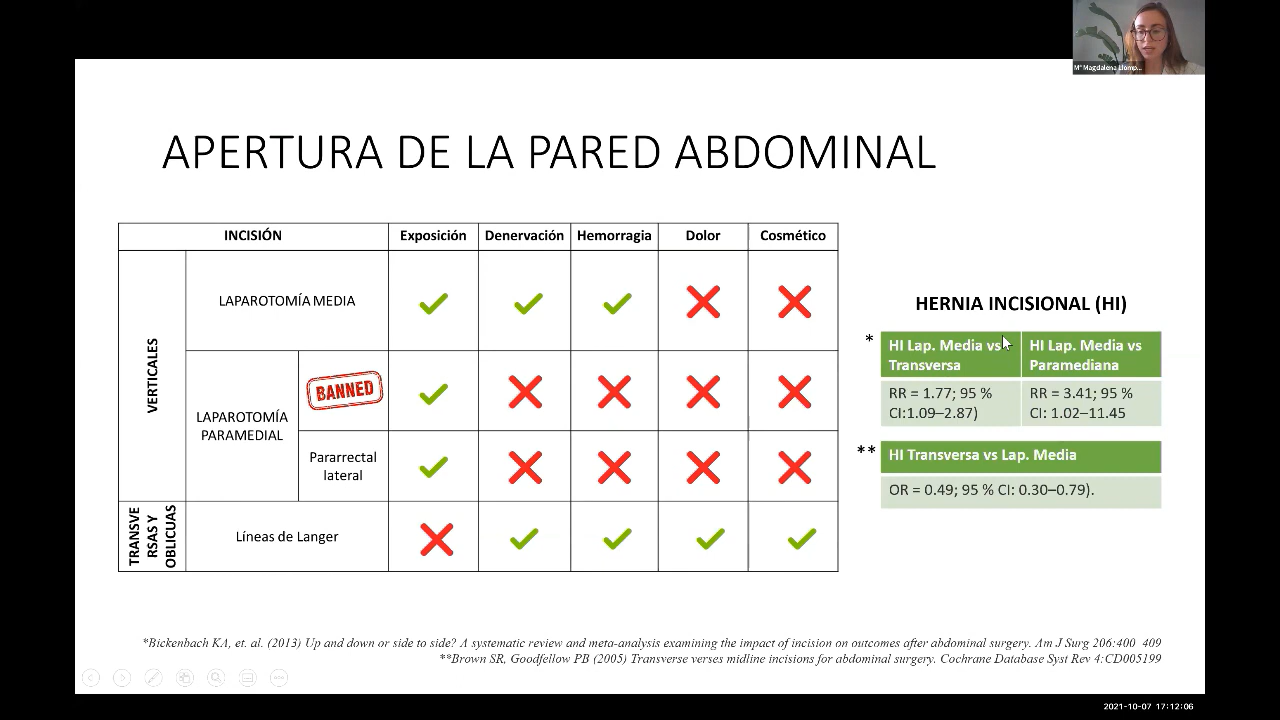 Mª Magdalena Llomp...
APERTURA DE LA PARED ABDOMINAL
INCISIÓN
Exposición
Denervación
Hemorragia
Dolor
Cosmético
VERTICALES
LAPAROTOMÍA MEDIA
LAPAROTOMÍA
PARAMEDIAL
BANNED
Pararrectal
lateral
TRANSVE
RSAS Y
OBLICUAS
Líneas de Langer
HERNIA INCISIONAL (HI)
*
HI Lap. Media vs
Transversa
HI Lap. Media vs
Paramediana
RR = 1.77; 95 %
CI:1.09–2.87)
RR = 3.41; 95 %
CI: 1.02–11.45
**
HI Transversa vs Lap. Media
OR = 0.49; 95 % CI: 0.30–0.79).
*Bickenbach KA, et. al. (2013) Up and down or side to side? A systematic review and meta-analysis examining the impact of incision on outcomes after abdominal surgery. Am J Surg 206:400 409
**Brown SR, Goodfellow PB (2005) Transverse verses midline incisions for abdominal surgery. Cochrane Database Syst Rev 4:CD005199
2021-10-07 17:12:06